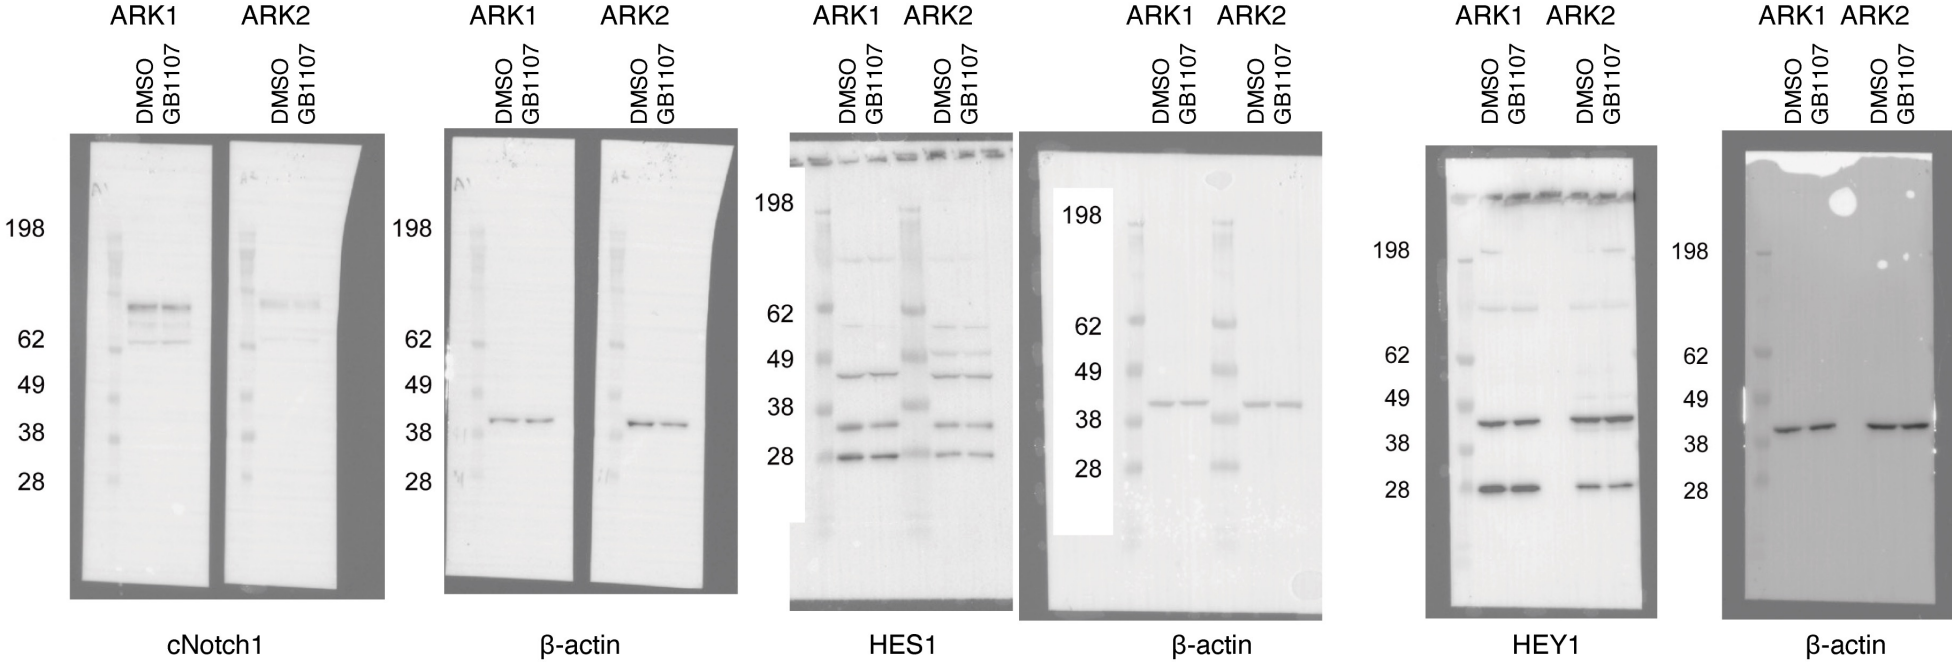 ARK1 ARK2
DMSO
GB1107
DMSO
GB1107
198
62
49
38
28
cNotch1
ARK1 ARK2
DMSO
GB1107
DMSO
GB1107
198
62
49
38
28
β-actin
ARK1 ARK2
DMSO
GB1107
DMSO
GB1107
198
62
49
38
28
HES1
ARK1 ARK2
DMSO
GB1107
DMSO
GB1107
198
62
49
38
28
β-actin
ARK1 ARK2
DMSO
GB1107
DMSO
GB1107
198
62
49
38
28
HEY1
ARK1 ARK2
DMSO
GB1107
DMSO
GB1107
198
62
49
38
28
β-actin